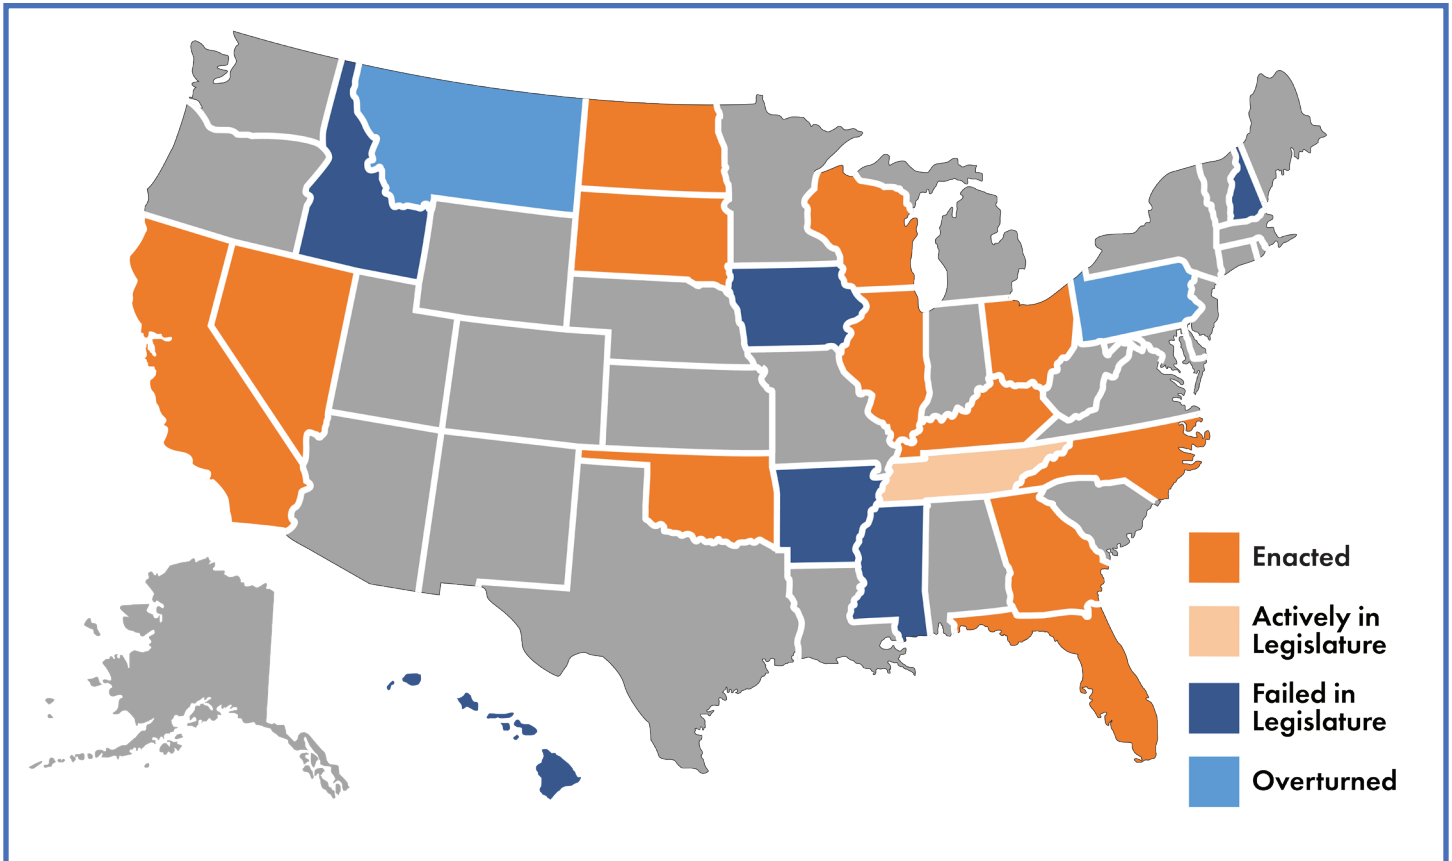 Enacted
Actively in
Legislature
Failed in
Legislature
Overturned